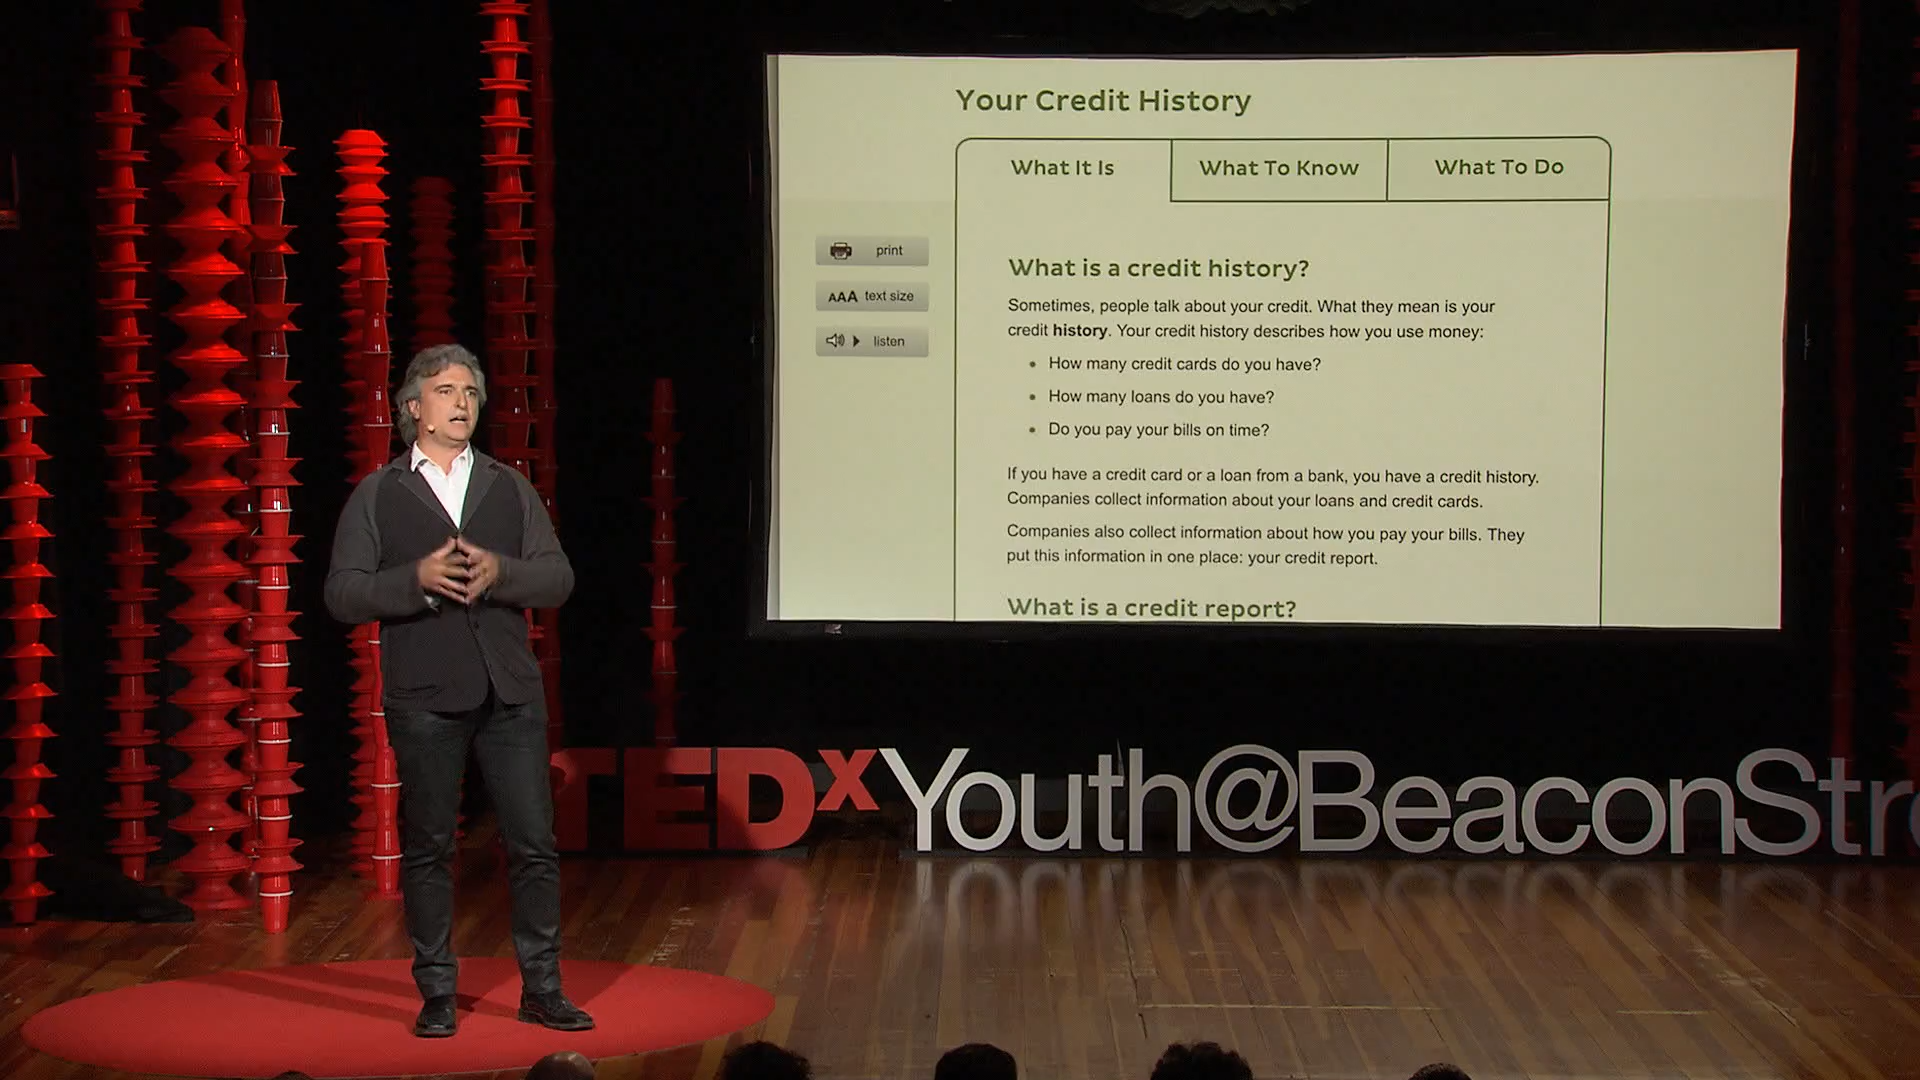 Your Credit History
What It Is
What To Know
What To Do
print
AAA text size
listen
What is a credit history?
Sometimes, people talk about your credit. What they mean is your
credit history. Your credit history describes how you use money:
• How many credit cards do you have?
• How many loans do you have?
• Do you pay your bills on time?
If you have a credit card or a loan from a bank, you have a credit history.
Companies collect information about your loans and credit cards.
Companies also collect information about how you pay your bills. They
put this information in one place: your credit report.
What is a credit report?
TEDxYouth@BeaconStre